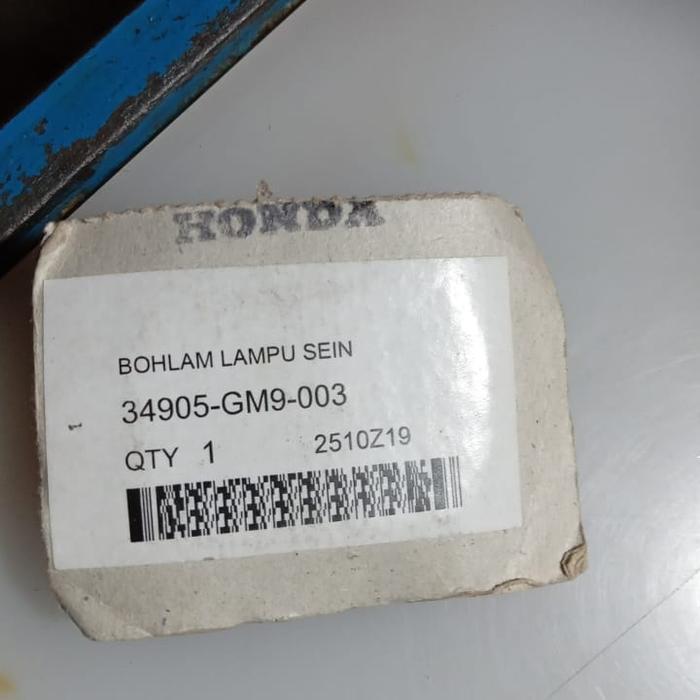 HONDA
BOHLAM LAMPU SEIN
34905-GM9-003
QTY 1 2510Z19